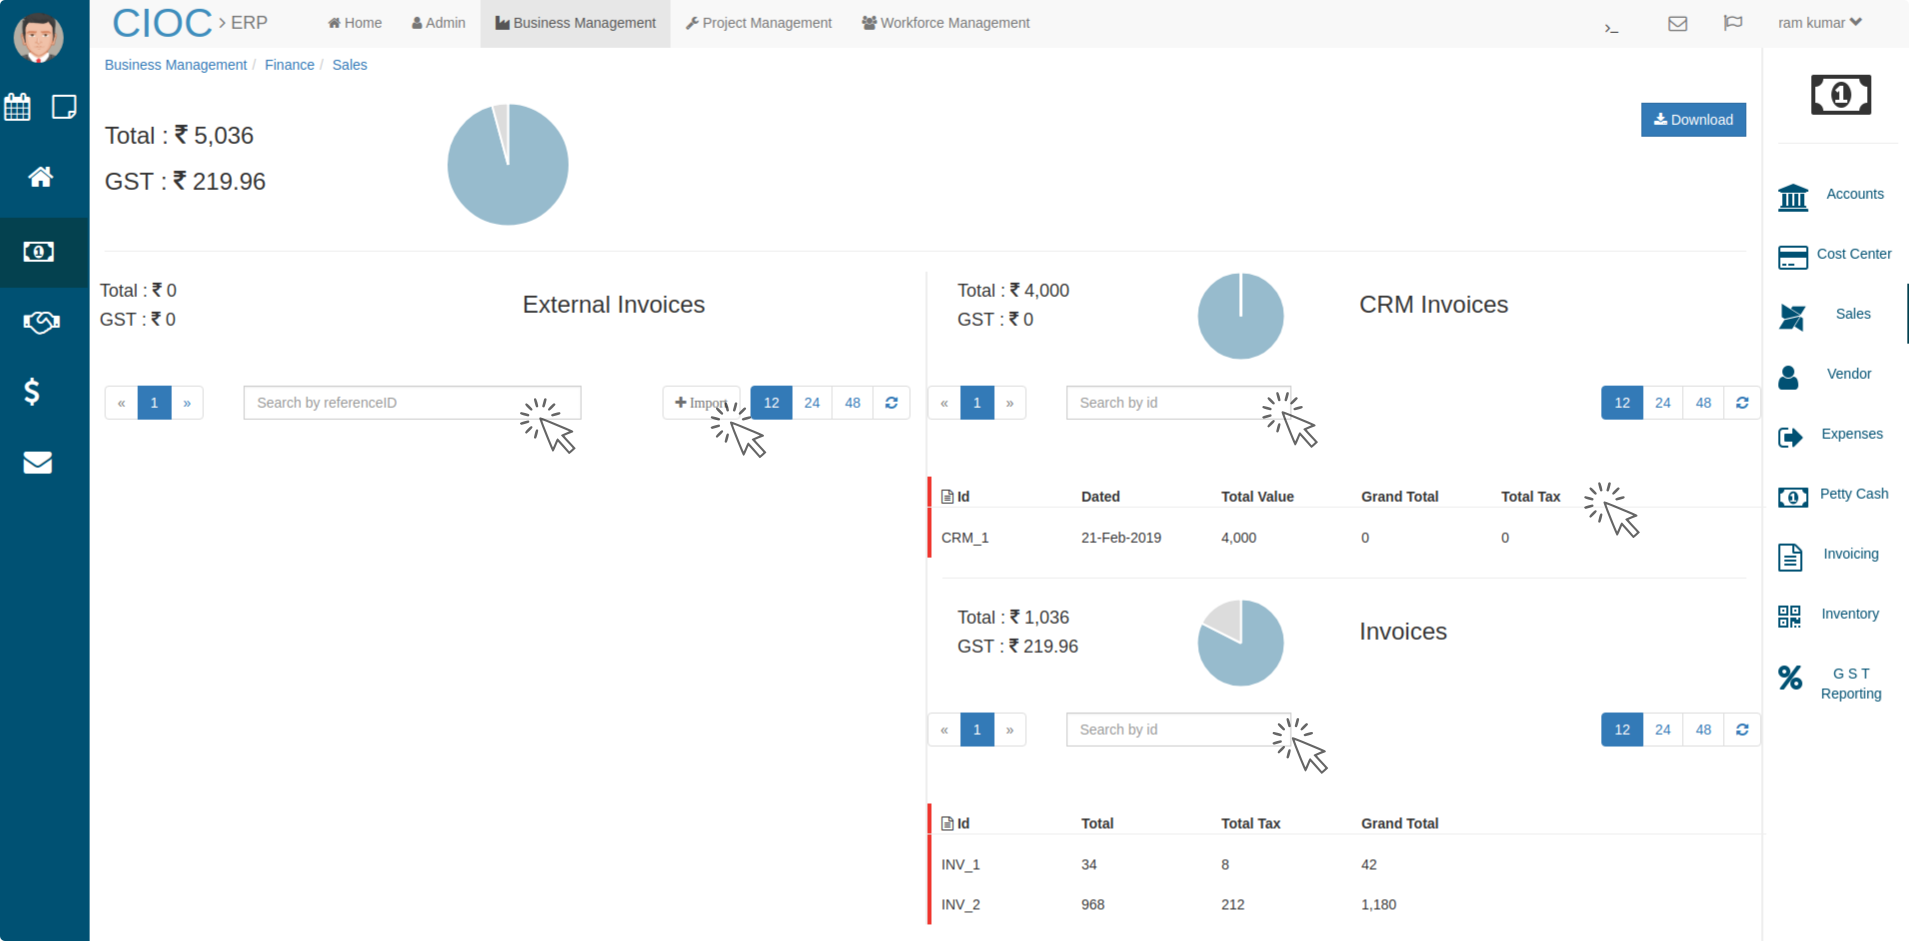 CIOC > ERP
Home
Admin
Business Management
Project Management
Workforce Management
>_
ram kumar
Business Management / Finance / Sales
Total : ₹ 5,036
GST : ₹ 219.96
Download
Total : ₹ 0
GST : ₹ 0
External Invoices
« 1 »
Search by referenceID
+ Import
12 24 48
Total : ₹ 4,000
GST : ₹ 0
CRM Invoices
« 1 »
Search by id
12 24 48
Id Dated Total Value Grand Total Total Tax
CRM_1 21-Feb-2019 4,000 0 0
Total : ₹ 1,036
GST : ₹ 219.96
Invoices
« 1 »
Search by id
12 24 48
Id Total Total Tax Grand Total
INV_1 34 8 42
INV_2 968 212 1,180
1
Accounts
Cost Center
Sales
Vendor
Expenses
Petty Cash
Invoicing
Inventory
% G S T
Reporting